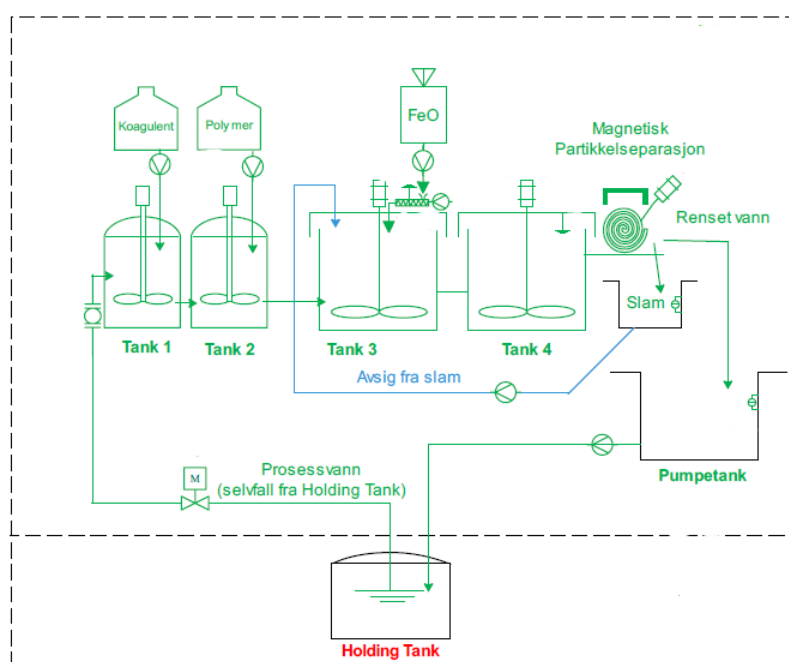 Koagulent
Polymer
FeO
Magnetisk
Partikkelseparasjon
Renset vann
Slam
Tank 1
Tank 2
Tank 3
Tank 4
Avsig fra slam
Pumpetank
M
Prosessvann
(selvfall fra Holding Tank)
Holding Tank